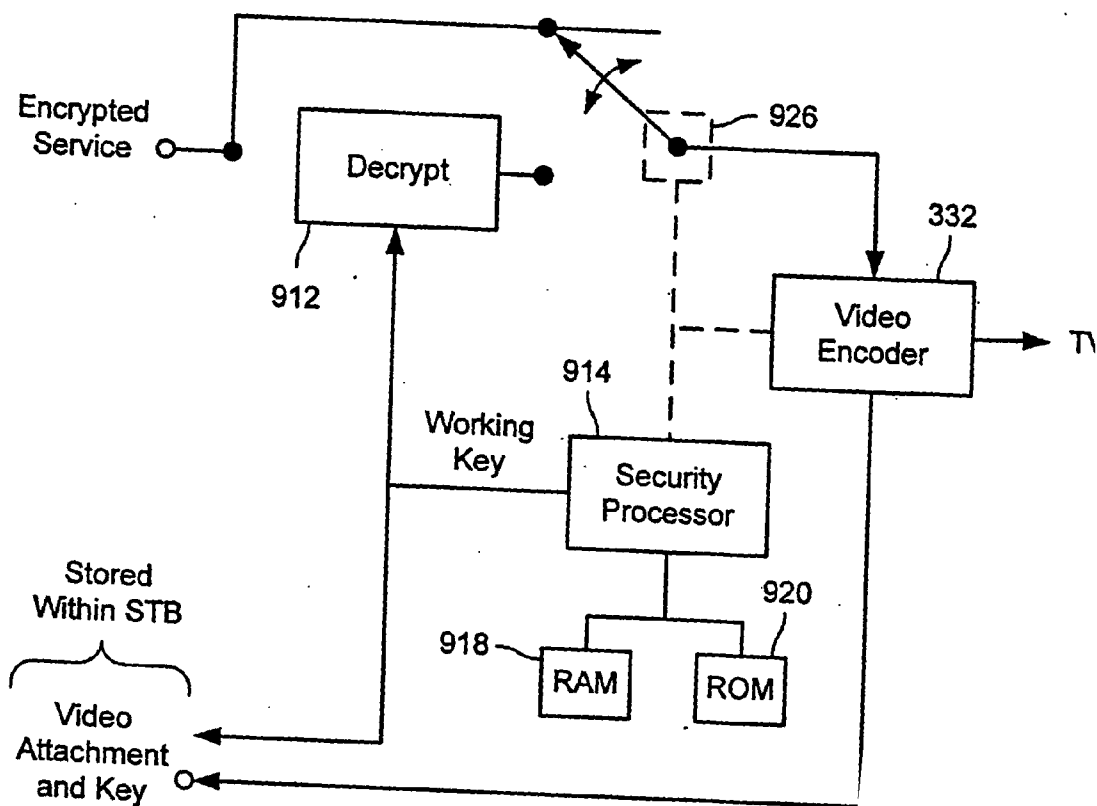 Encrypted
Service
Decrypt
926
912
332
Video
Encoder
914
Working
Key
Security
Processor
Stored
Within STB
918
RAM
920
ROM
Video
Attachment
and Key